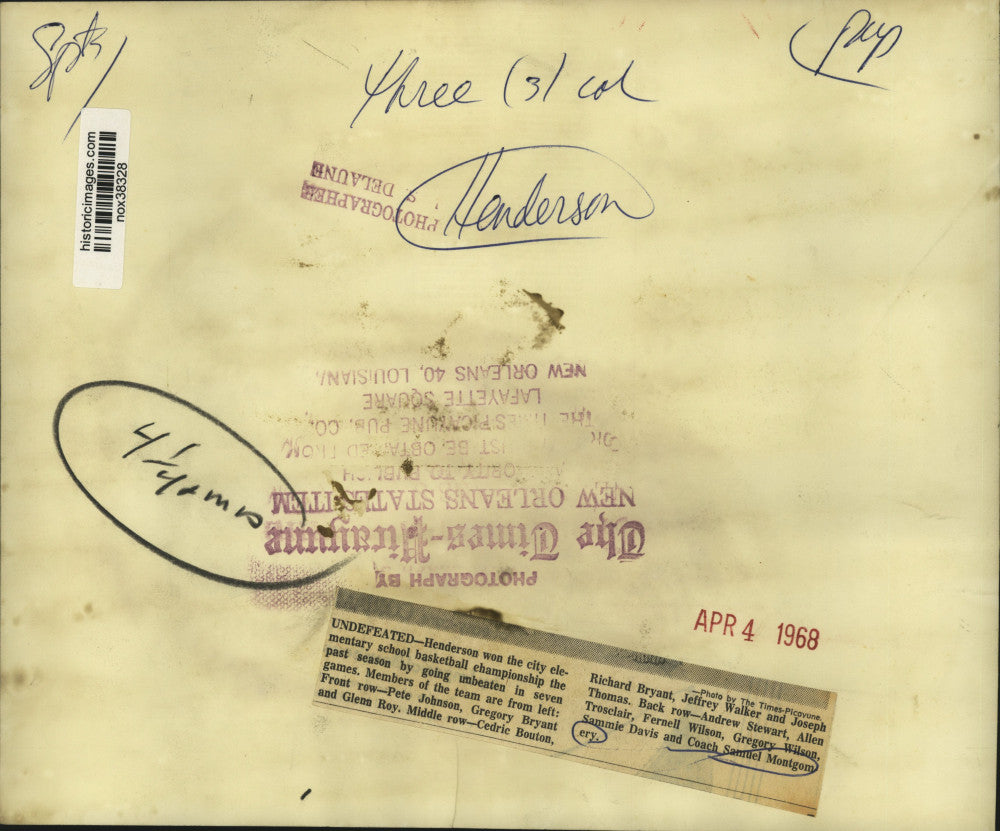 Spts
Three (3) col
pup
historicimages.com
nox38328
PHOTOGRAPHER
DELAUNE
Henderson
PHOTOGRAPH BY
The Times-Picayune
NEW ORLEANS STATES-ITEM
TO PUBLISH
BE OBTAINED FROM
THE TIMES-PICAYUNE PUB. CO.
OR
LAFAYETTE SQUARE
NEW ORLEANS 40, LOUISIANA
APR 4 1968
UNDEFEATED—Henderson won the city ele-
mentary school basketball championship the
past season by going unbeaten in seven
games. Members of the team are from left:
Front row—Pete Johnson, Gregory Bryant
and Glenn Roy. Middle row—Cedric Bouton,
—Photo by The Times-Picayune.
Richard Bryant, Jeffrey Walker and Joseph
Thomas. Back row—Andrew Stewart, Allen
Trosclair, Fernell Wilson, Gregory Wilson,
Sammie Davis and Coach Samuel Montgom-
ery.